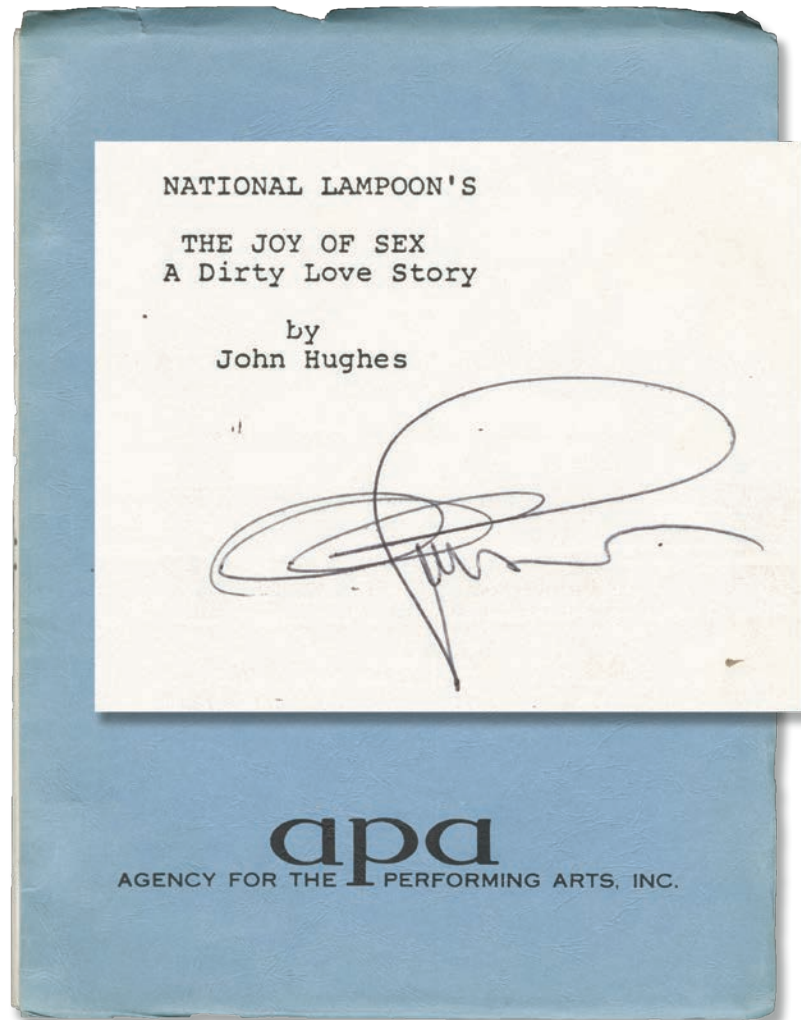 NATIONAL LAMPOON'S
THE JOY OF SEX
A Dirty Love Story
by
John Hughes
apa
AGENCY FOR THE PERFORMING ARTS, INC.